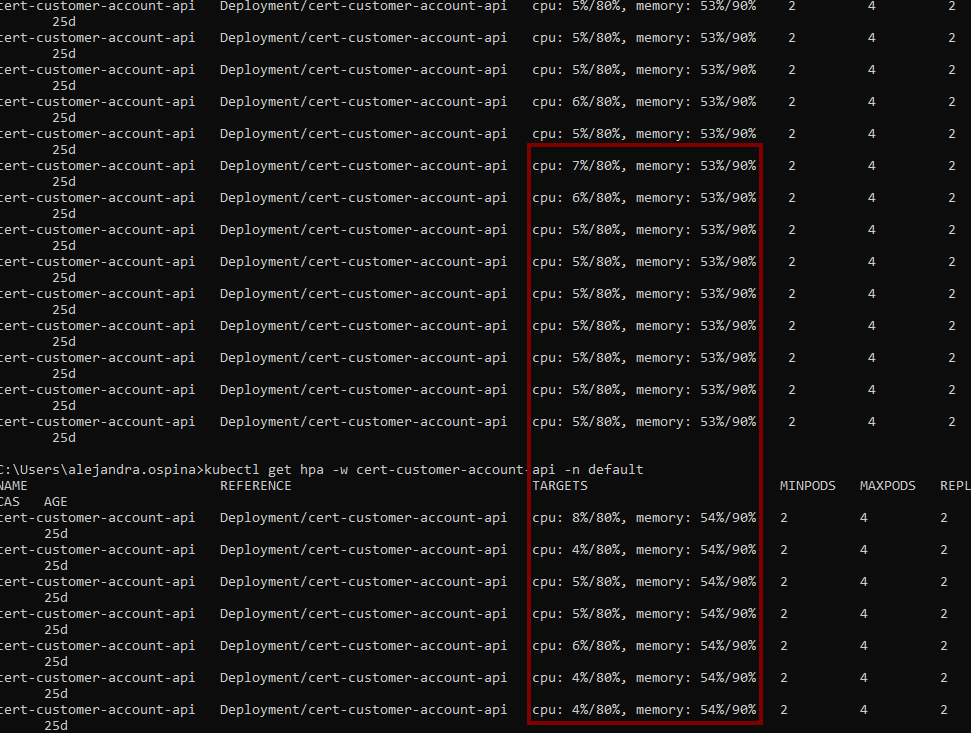 cert-customer-account-api Deployment/cert-customer-account-api cpu: 5%/80%, memory: 53%/90% 2 4 2
25d
cert-customer-account-api Deployment/cert-customer-account-api cpu: 5%/80%, memory: 53%/90% 2 4 2
25d
cert-customer-account-api Deployment/cert-customer-account-api cpu: 5%/80%, memory: 53%/90% 2 4 2
25d
cert-customer-account-api Deployment/cert-customer-account-api cpu: 6%/80%, memory: 53%/90% 2 4 2
25d
cert-customer-account-api Deployment/cert-customer-account-api cpu: 5%/80%, memory: 53%/90% 2 4 2
25d
cert-customer-account-api Deployment/cert-customer-account-api cpu: 7%/80%, memory: 53%/90% 2 4 2
25d
cert-customer-account-api Deployment/cert-customer-account-api cpu: 6%/80%, memory: 53%/90% 2 4 2
25d
cert-customer-account-api Deployment/cert-customer-account-api cpu: 5%/80%, memory: 53%/90% 2 4 2
25d
cert-customer-account-api Deployment/cert-customer-account-api cpu: 5%/80%, memory: 53%/90% 2 4 2
25d
cert-customer-account-api Deployment/cert-customer-account-api cpu: 5%/80%, memory: 53%/90% 2 4 2
25d
cert-customer-account-api Deployment/cert-customer-account-api cpu: 5%/80%, memory: 53%/90% 2 4 2
25d
cert-customer-account-api Deployment/cert-customer-account-api cpu: 5%/80%, memory: 53%/90% 2 4 2
25d
cert-customer-account-api Deployment/cert-customer-account-api cpu: 5%/80%, memory: 53%/90% 2 4 2
25d
cert-customer-account-api Deployment/cert-customer-account-api cpu: 5%/80%, memory: 53%/90% 2 4 2
25d
C:\Users\alejandra.ospina>kubectl get hpa -w cert-customer-account-api -n default
NAME REFERENCE TARGETS MINPODS MAXPODS REPL
CAS AGE
cert-customer-account-api Deployment/cert-customer-account-api cpu: 8%/80%, memory: 54%/90% 2 4 2
25d
cert-customer-account-api Deployment/cert-customer-account-api cpu: 4%/80%, memory: 54%/90% 2 4 2
25d
cert-customer-account-api Deployment/cert-customer-account-api cpu: 5%/80%, memory: 54%/90% 2 4 2
25d
cert-customer-account-api Deployment/cert-customer-account-api cpu: 5%/80%, memory: 54%/90% 2 4 2
25d
cert-customer-account-api Deployment/cert-customer-account-api cpu: 6%/80%, memory: 54%/90% 2 4 2
25d
cert-customer-account-api Deployment/cert-customer-account-api cpu: 4%/80%, memory: 54%/90% 2 4 2
25d
cert-customer-account-api Deployment/cert-customer-account-api cpu: 4%/80%, memory: 54%/90% 2 4 2
25d